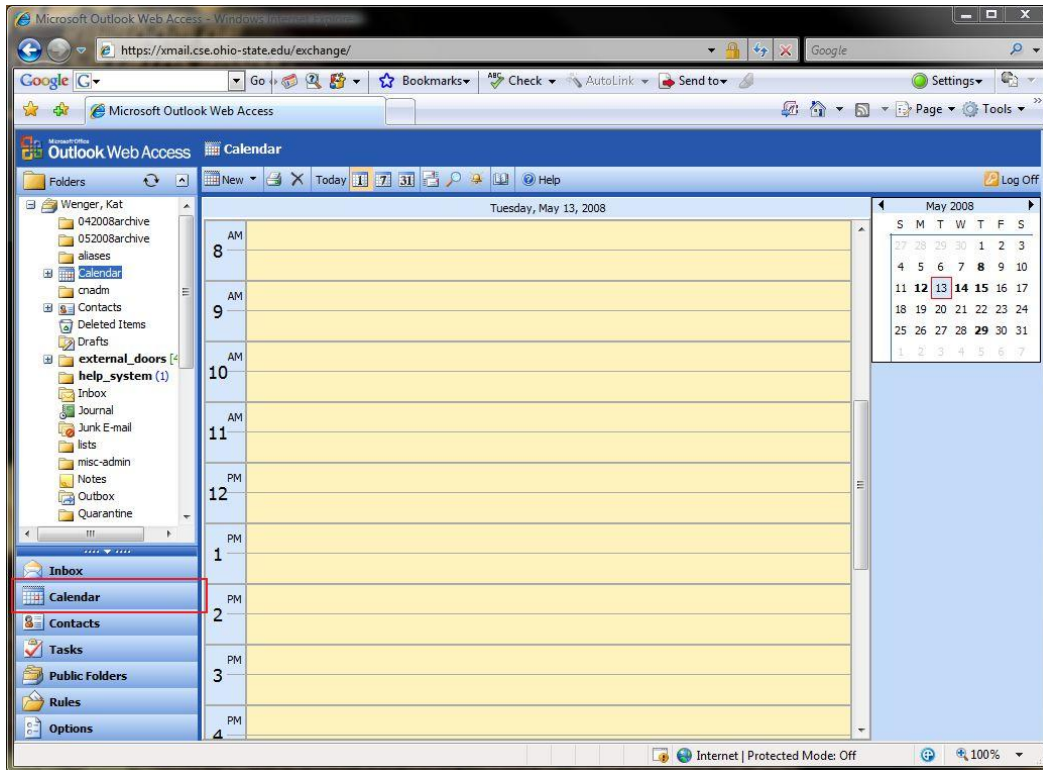 Microsoft Outlook Web Access - Windows Internet Explorer
https://xmail.cse.ohio-state.edu/exchange/
Google
Google G Go Bookmarks ABC Check AutoLink Send to Settings
Microsoft Outlook Web Access
Page Tools »
Microsoft Office
Outlook Web Access
Calendar
Folders
New Today 1 7 31 Help
Log Off
Wenger, Kat
042008archive
052008archive
aliases
Calendar
cnadm
Contacts
Deleted Items
Drafts
external_doors [4
help_system (1)
Inbox
Journal
Junk E-mail
lists
misc-admin
Notes
Outbox
Quarantine
Inbox
Calendar
Contacts
Tasks
Public Folders
Rules
Options
Tuesday, May 13, 2008
8 AM
9 AM
10 AM
11 AM
12 PM
1 PM
2 PM
3 PM
4 PM
May 2008
S M T W T F S
27 28 29 30 1 2 3
4 5 6 7 8 9 10
11 12 13 14 15 16 17
18 19 20 21 22 23 24
25 26 27 28 29 30 31
1 2 3 4 5 6 7
Internet | Protected Mode: Off
100%